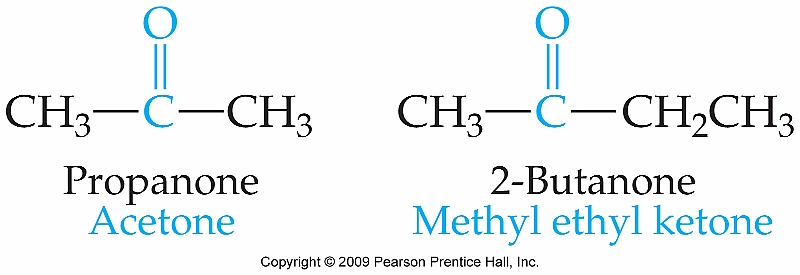 O O
CH3—C—CH3 CH3—C—CH2CH3
Propanone 2-Butanone
Acetone Methyl ethyl ketone
Copyright © 2009 Pearson Prentice Hall, Inc.